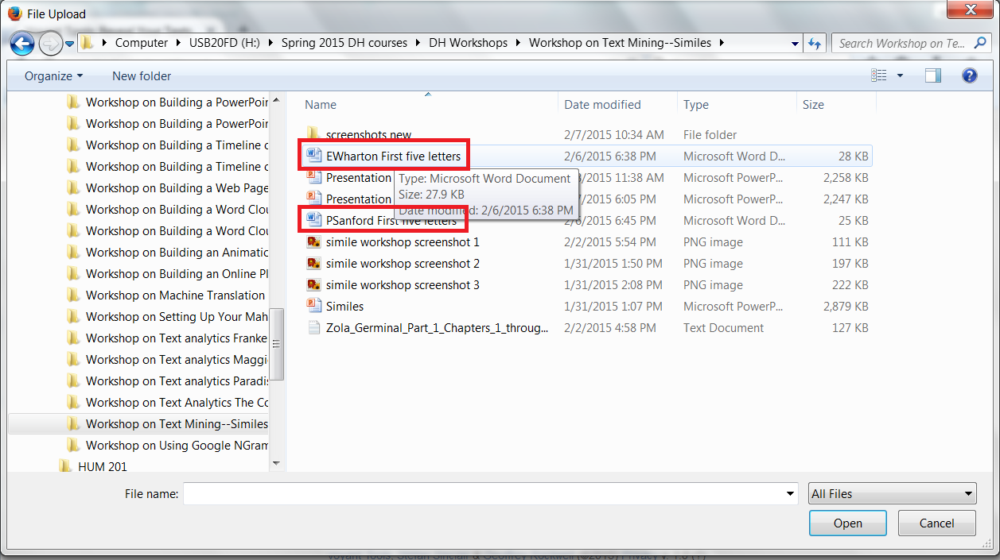 File Upload
Computer USB20FD (H:) Spring 2015 DH courses DH Workshops Workshop on Text Mining--Similes Search Workshop on Te...
Organize New folder
Workshop on Building a PowerPoin
Workshop on Building a PowerPoin
Workshop on Building a Timeline o
Workshop on Building a Timeline o
Workshop on Building a Web Page
Workshop on Building a Word Clou
Workshop on Building a Word Clou
Workshop on Building an Animatic
Workshop on Building an Online Pl
Workshop on Machine Translation
Workshop on Setting Up Your Mah
Workshop on Text analytics Franke
Workshop on Text analytics Maggi
Workshop on Text analytics Paradis
Workshop on Text Analytics The Co
Workshop on Text Mining--Similes
Workshop on Using Google NGram
HUM 201
Name Date modified Type Size
screenshots new 2/7/2015 10:34 AM File folder
EWharton First five letters 2/6/2015 6:38 PM Microsoft Word D... 28 KB
Presentation 11:38 AM Microsoft PowerP... 2,258 KB
Presentation 6:05 PM Microsoft PowerP... 2,247 KB
PSanford First five letters 6:45 PM Microsoft Word D... 25 KB
simile workshop screenshot 1 2/2/2015 5:54 PM PNG image 111 KB
simile workshop screenshot 2 1/31/2015 1:50 PM PNG image 197 KB
simile workshop screenshot 3 1/31/2015 2:08 PM PNG image 222 KB
Similes 1/31/2015 1:07 PM Microsoft PowerP... 2,879 KB
Zola_Germinal_Part_1_Chapters_1_throug... 2/2/2015 4:58 PM Text Document 127 KB
Type: Microsoft Word Document
Size: 27.9 KB
Date modified: 2/6/2015 6:38 PM
File name: All Files
Open Cancel
Voyant Tools, Stéfan Sinclair & Geoffrey Rockwell (©2015) Privacy v. 1.0